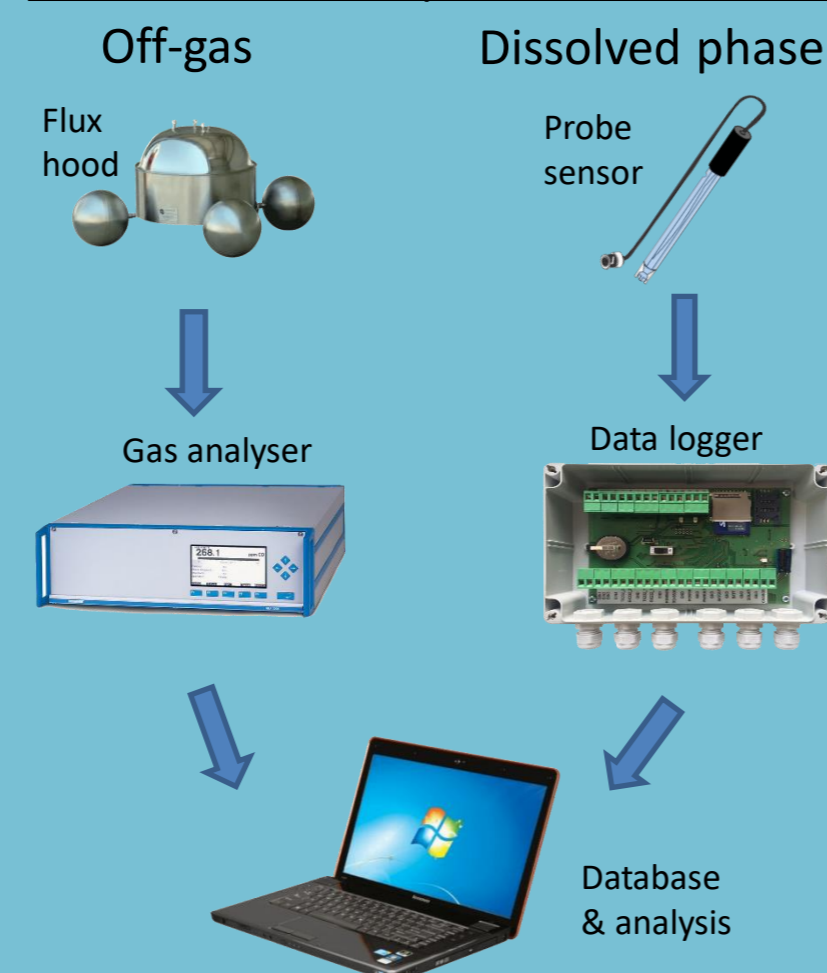 Off-gas
Dissolved phase
Flux
hood
Probe
sensor
Gas analyser
Data logger
268.1
Database
& analysis